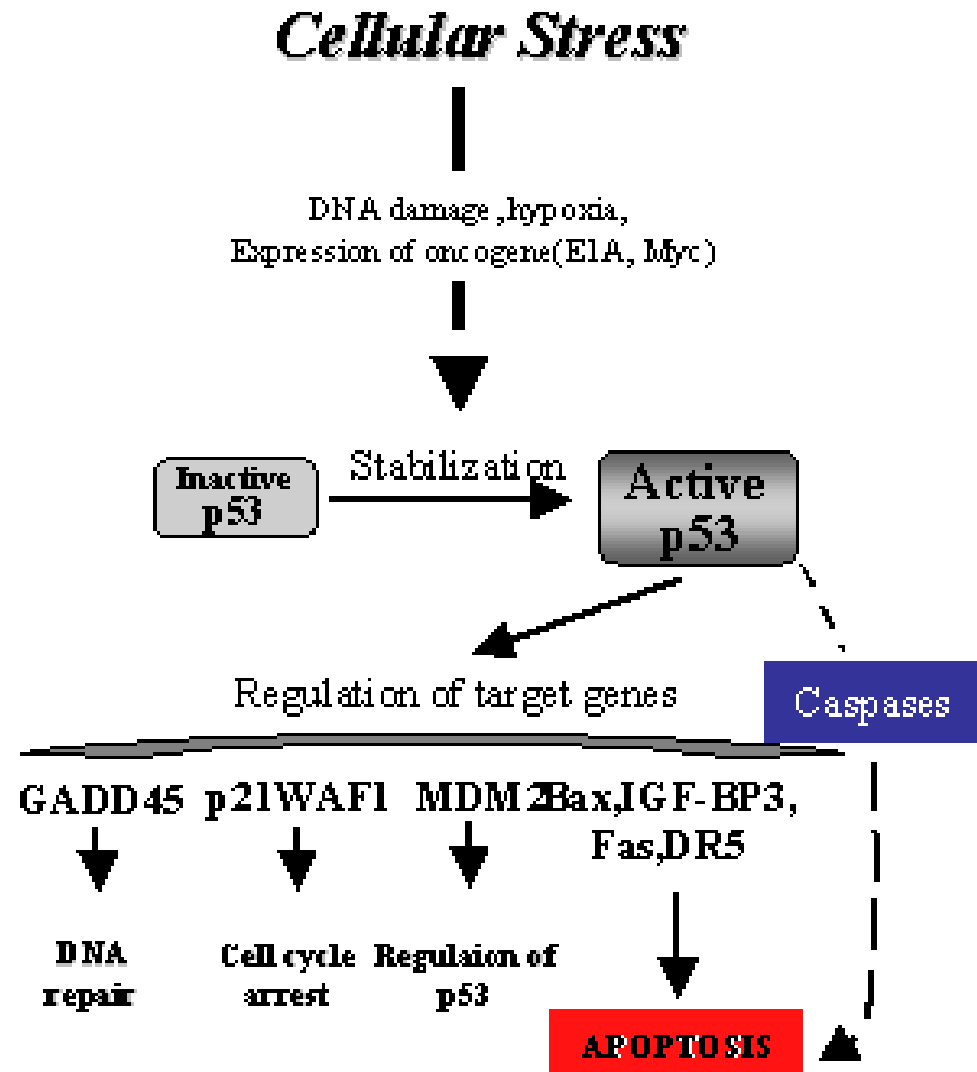 Cellular Stress
DNA damage ,hypoxia,
Expression of oncogene(E1A, Myc)
Stabilization
Inactive
p53
Active
p53
Regulation of target genes
Caspases
GADD45
p21WAF1
MDM2
Bax,IGF-BP3,
Fas,DR5
DNA
repair
Cell cycle
arrest
Regulaion of
p53
APOPTOSIS